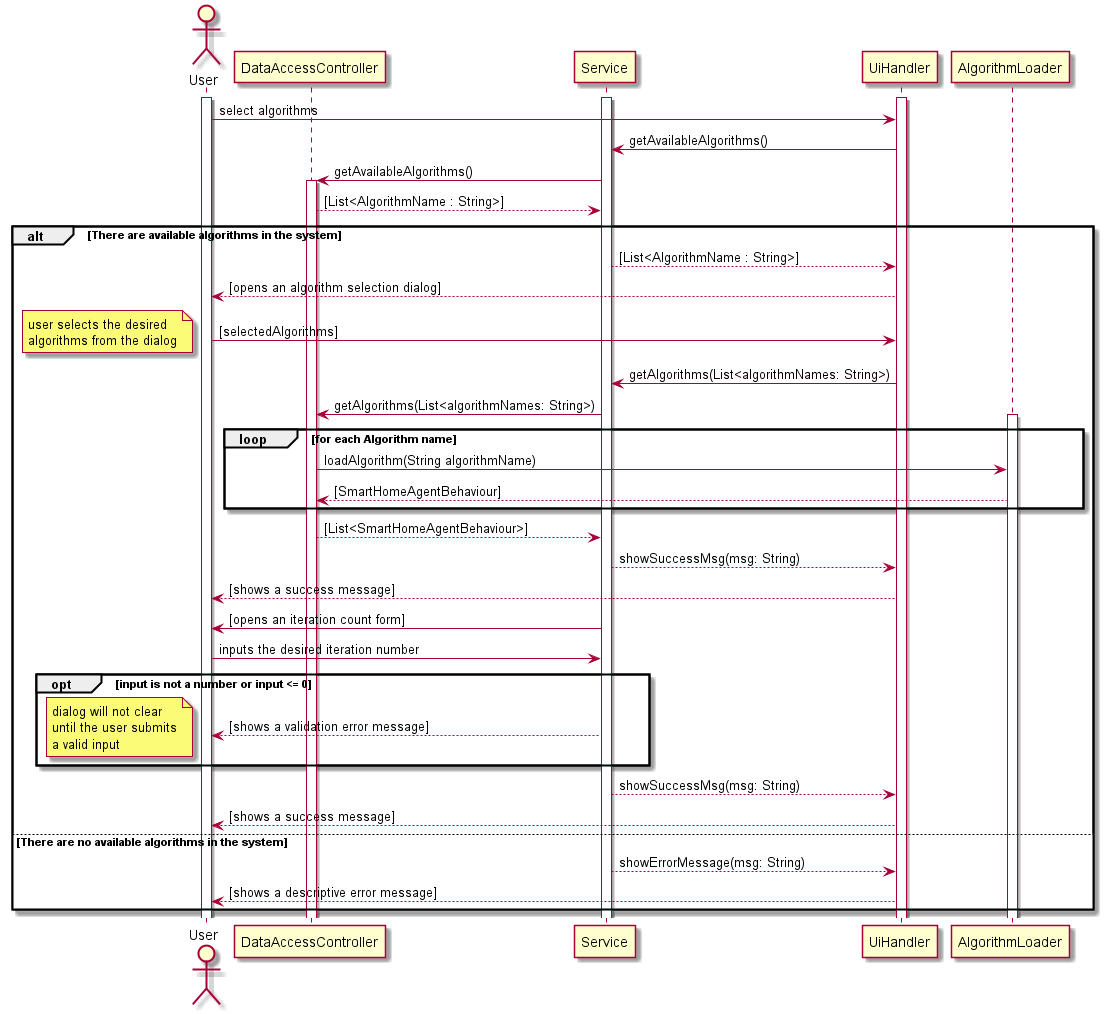 User
DataAccessController
Service
UiHandler
AlgorithmLoader
select algorithms
getAvailableAlgorithms()
getAvailableAlgorithms()
[List<AlgorithmName : String>]
alt
[There are available algorithms in the system]
[List<AlgorithmName : String>]
[opens an algorithm selection dialog]
user selects the desired
algorithms from the dialog
[selectedAlgorithms]
getAlgorithms(List<algorithmNames: String>)
getAlgorithms(List<algorithmNames: String>)
loop
[for each Algorithm name]
loadAlgorithm(String algorithmName)
[SmartHomeAgentBehaviour]
[List<SmartHomeAgentBehaviour>]
showSuccessMsg(msg: String)
[shows a success message]
[opens an iteration count form]
inputs the desired iteration number
opt
[input is not a number or input <= 0]
dialog will not clear
until the user submits
a valid input
[shows a validation error message]
showSuccessMsg(msg: String)
[shows a success message]
[There are no available algorithms in the system]
showErrorMessage(msg: String)
[shows a descriptive error message]
User
DataAccessController
Service
UiHandler
AlgorithmLoader